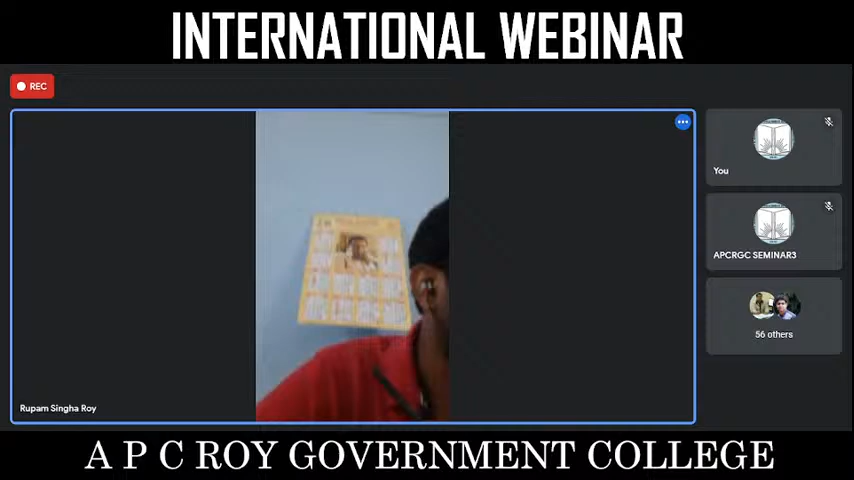 INTERNATIONAL WEBINAR
REC
You
APCRGC SEMINAR3
56 others
Rupam Singha Roy
A P C ROY GOVERNMENT COLLEGE